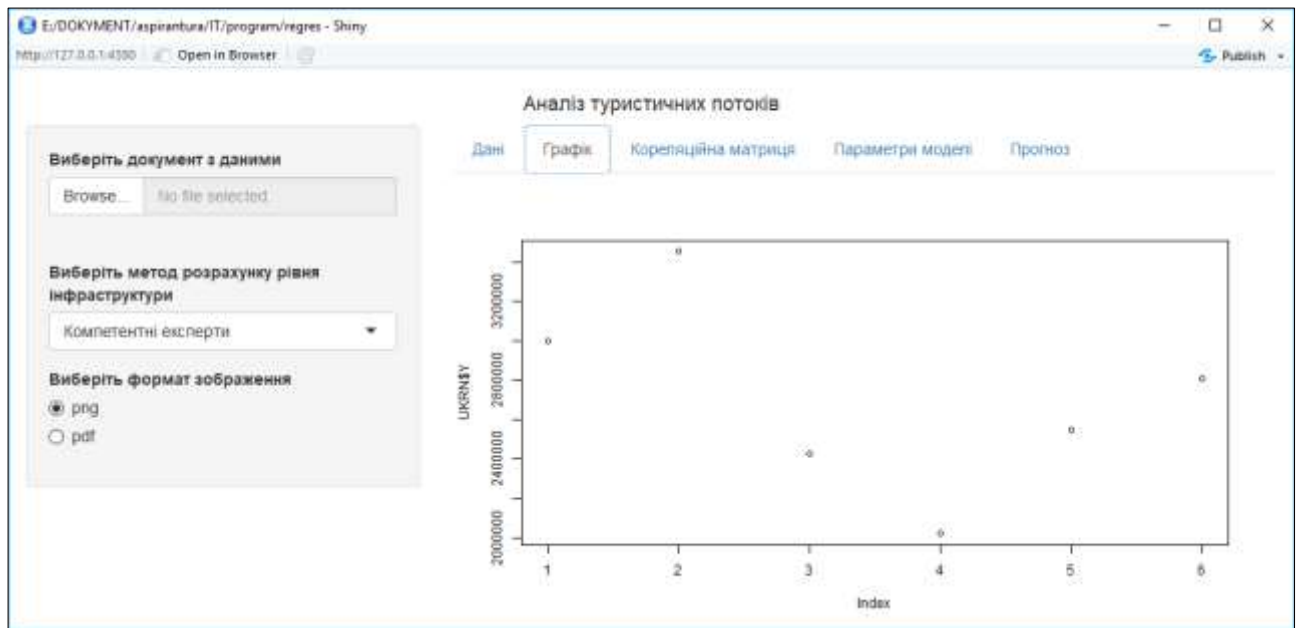 E:/DOKYMENT/aspirantura/IT/program/regres - Shiny
http://127.0.0.1:4550 Open in Browser Publish
Аналіз туристичних потоків
Виберіть документ з даними
Browse... No file selected
Виберіть метод розрахунку рівня
інфраструктури
Компетентні експерти
Виберіть формат зображення
png
pdf
Дані Графік Кореляційна матриця Параметри моделі Прогноз
UKRN$Y
2000000 2400000 2800000 3200000
1 2 3 4 5 6
Index